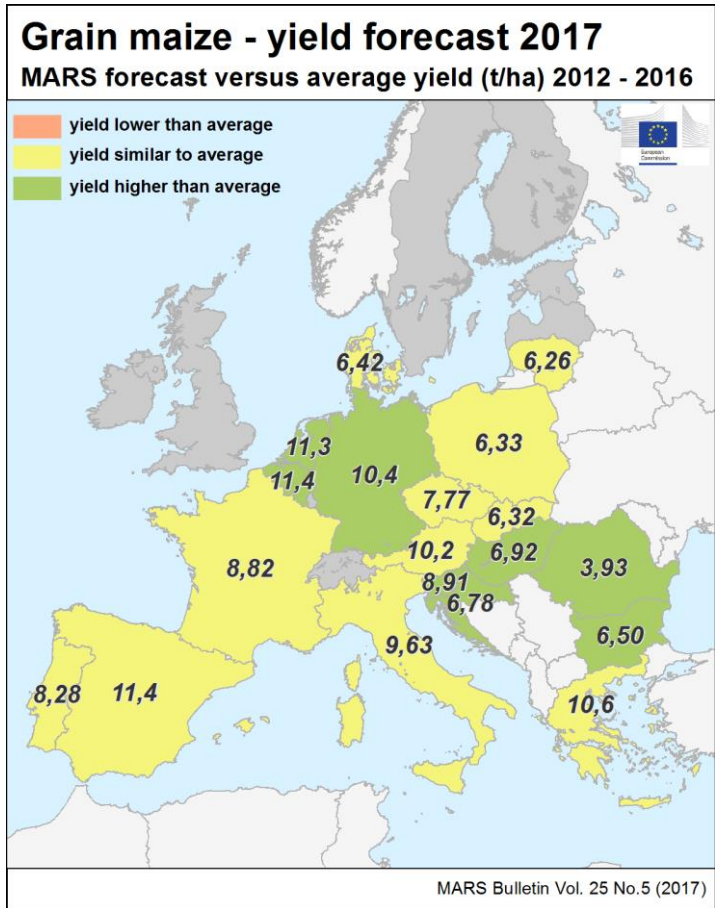 Grain maize - yield forecast 2017
MARS forecast versus average yield (t/ha) 2012 - 2016
yield lower than average
yield similar to average
yield higher than average
European
Commission
6,42
6,26
11,3
6,33
11,4
10,4
7,77
6,32
10,2
6,92
8,82
8,91
3,93
6,78
9,63
6,50
8,28
11,4
10,6
MARS Bulletin Vol. 25 No.5 (2017)